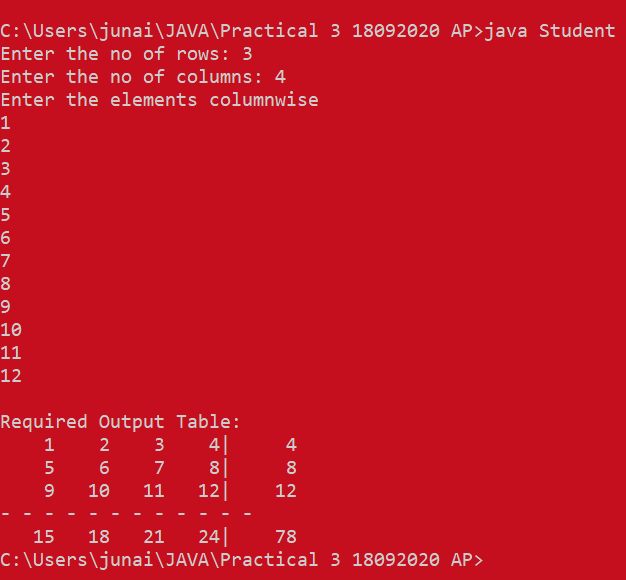 C:\Users\junai\JAVA\Practical 3 18092020 AP>java Student
Enter the no of rows: 3
Enter the no of columns: 4
Enter the elements columnwise
1
2
3
4
5
6
7
8
9
10
11
12

Required Output Table:
    1    2    3    4|     4
    5    6    7    8|     8
    9   10   11   12|    12
- - - - - - - - - - - -
   15   18   21   24|    78
C:\Users\junai\JAVA\Practical 3 18092020 AP>